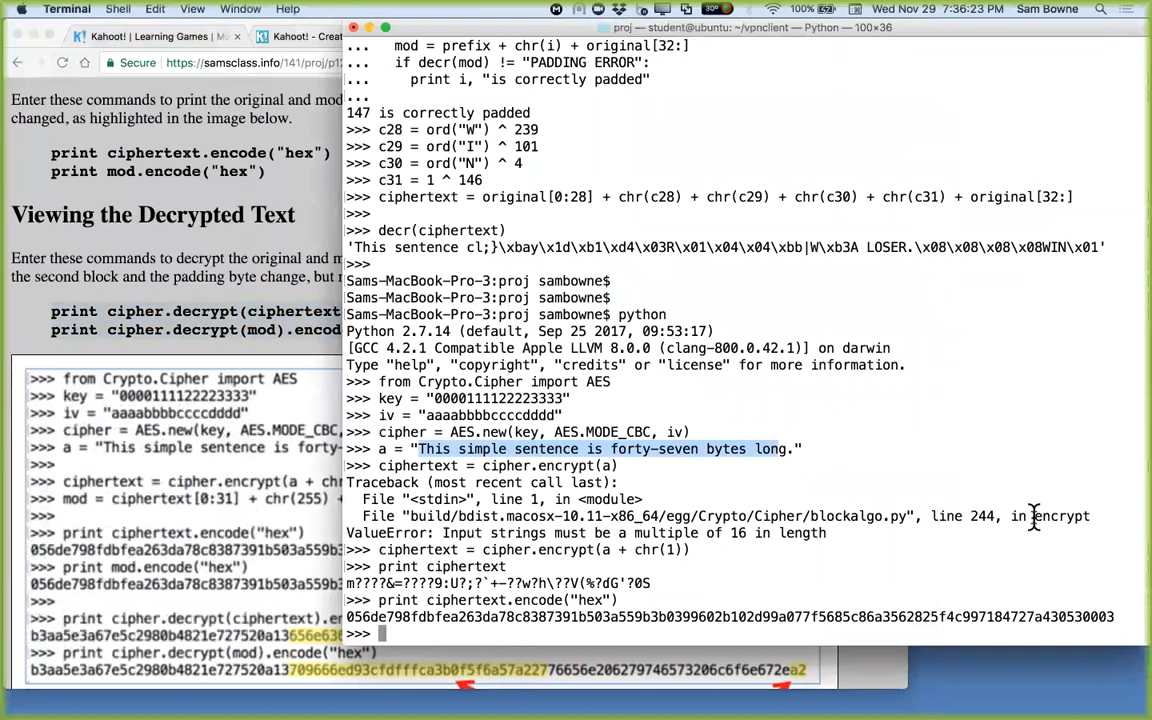 Terminal Shell Edit View Window Help 30° 100% Wed Nov 29 7:36:23 PM Sam Bowne
Kahoot! | Learning Games | M
Kahoot! - Crea
Secure https://samsclass.info/141/proj/p1
Enter these commands to print the original and mod
changed, as highlighted in the image below.
print ciphertext.encode("hex")
print mod.encode("hex")
Viewing the Decrypted Text
Enter these commands to decrypt the original and m
the second block and the padding byte change, but
print cipher.decrypt(ciphertext
print cipher.decrypt(mod).encod
>>> from Crypto.Cipher import AES
>>> key = "0000111122223333"
>>> iv = "aaaabbbbccccdddd"
>>> cipher = AES.new(key, AES.MODE_CBC,
>>> a = "This simple sentence is forty-s
>>>
>>> ciphertext = cipher.encrypt(a + chr
>>> mod = ciphertext[0:31] + chr(255) +
>>>
>>> print ciphertext.encode("hex")
056de798fdbfea263da78c8387391b503a559b3
>>> print mod.encode("hex")
056de798fdbfea263da78c8387391b503a559b3
>>>
>>> print cipher.decrypt(ciphertext).en
b3aa5e3a67e5c2980b4821e727520a13656e636
>>> print cipher.decrypt(mod).encode("hex")
b3aa5e3a67e5c2980b4821e727520a13709666ed93cfdfffca3b0f5f6a57a22776656e206279746573206c6f6e672ea2
proj — student@ubuntu: ~/vpnclient — Python — 100×36
... mod = prefix + chr(i) + original[32:]
... if decr(mod) != "PADDING ERROR":
... print i, "is correctly padded"
...
147 is correctly padded
>>> c28 = ord("W") ^ 239
>>> c29 = ord("I") ^ 101
>>> c30 = ord("N") ^ 4
>>> c31 = 1 ^ 146
>>> ciphertext = original[0:28] + chr(c28) + chr(c29) + chr(c30) + chr(c31) + original[32:]
>>>
>>> decr(ciphertext)
'This sentence cl;}\xbay\x1d\xb1\xd4\x03R\x01\x04\x04\xbb|W\xb3A LOSER.\x08\x08\x08\x08WIN\x01'
>>>
Sams-MacBook-Pro-3:proj sambowne$
Sams-MacBook-Pro-3:proj sambowne$
Sams-MacBook-Pro-3:proj sambowne$ python
Python 2.7.14 (default, Sep 25 2017, 09:53:17)
[GCC 4.2.1 Compatible Apple LLVM 8.0.0 (clang-800.0.42.1)] on darwin
Type "help", "copyright", "credits" or "license" for more information.
>>> from Crypto.Cipher import AES
>>> key = "0000111122223333"
>>> iv = "aaaabbbbccccdddd"
>>> cipher = AES.new(key, AES.MODE_CBC, iv)
>>> a = "This simple sentence is forty-seven bytes long."
>>> ciphertext = cipher.encrypt(a)
Traceback (most recent call last):
File "<stdin>", line 1, in <module>
File "build/bdist.macosx-10.11-x86_64/egg/Crypto/Cipher/blockalgo.py", line 244, in encrypt
ValueError: Input strings must be a multiple of 16 in length
>>> ciphertext = cipher.encrypt(a + chr(1))
>>> print ciphertext
m????&=????9:U?;?`+-??w?h\??V(%?dG'?0S
>>> print ciphertext.encode("hex")
056de798fdbfea263da78c8387391b503a559b3b0399602b102d99a077f5685c86a3562825f4c997184727a430530003
>>>